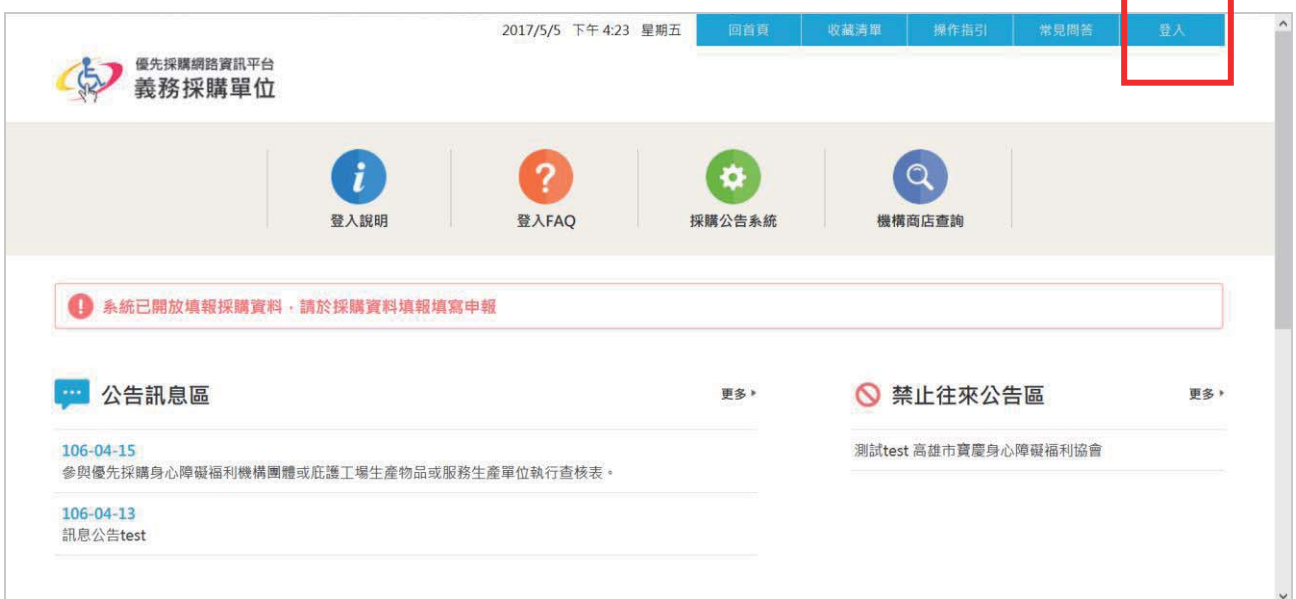 2017/5/5 下午 4:23 星期五 回首頁 收藏清單 操作指引 常見問答 登入
優先採購網路資訊平台
義務採購單位
登入說明 登入FAQ 採購公告系統 機構商店查詢
系統已開放填報採購資料，請於採購資料填報填寫申報
公告訊息區 更多
106-04-15
參與優先採購身心障礙福利機構團體或庇護工場生產物品或服務生產單位執行查核表。
106-04-13
訊息公告test
禁止往來公告區 更多
測試test 高雄市寶慶身心障礙福利協會